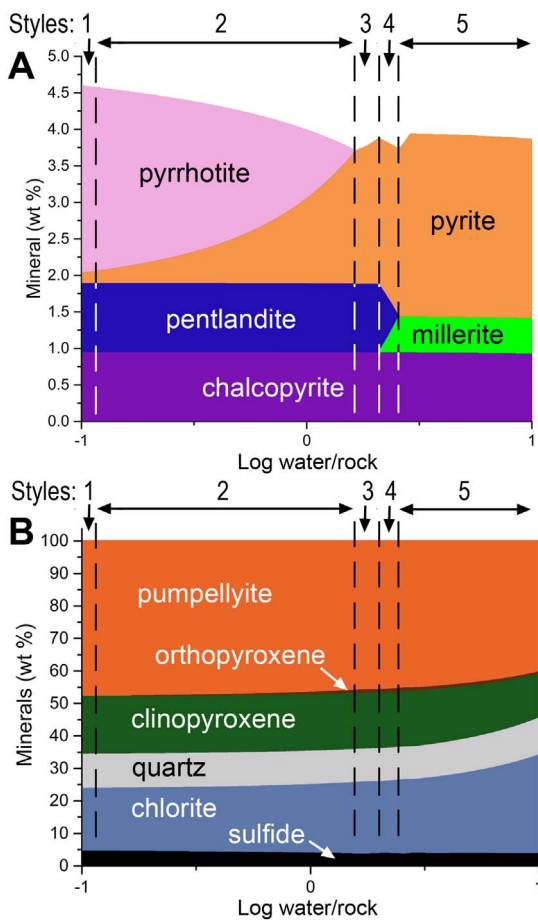 Styles: 1 2 3 4 5
A
5.0
4.5
4.0
3.5
3.0
2.5
2.0
1.5
1.0
0.5
0.0
Mineral (wt %)
pyrrhotite
pyrite
pentlandite
millerite
chalcopyrite
-1 0 1
Log water/rock
Styles: 1 2 3 4 5
B
100
90
80
70
60
50
40
30
20
10
0
Minerals (wt %)
pumpellyite
orthopyroxene
clinopyroxene
quartz
chlorite
sulfide
-1 0 1
Log water/rock